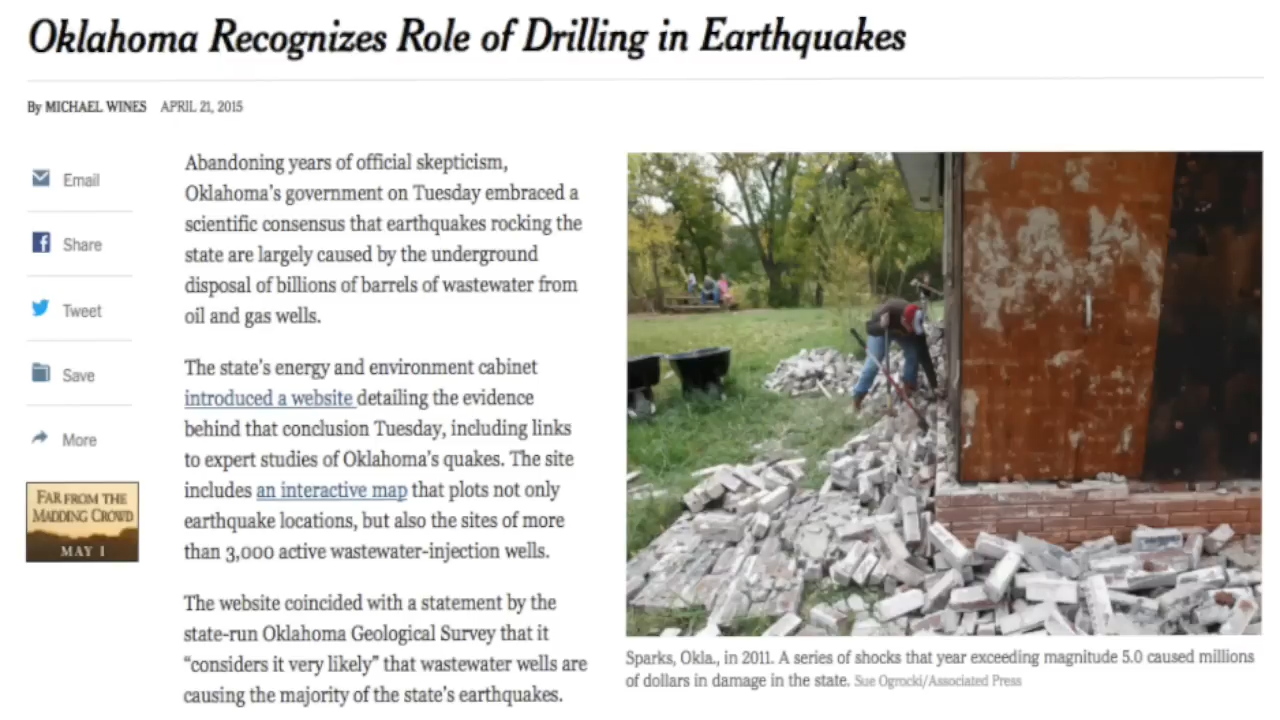 Oklahoma Recognizes Role of Drilling in Earthquakes
By MICHAEL WINES APRIL 21, 2015
Email
Share
Tweet
Save
More
FAR FROM THE
MADDING CROWD
MAY 1
Abandoning years of official skepticism,
Oklahoma's government on Tuesday embraced a
scientific consensus that earthquakes rocking the
state are largely caused by the underground
disposal of billions of barrels of wastewater from
oil and gas wells.
The state's energy and environment cabinet
introduced a website detailing the evidence
behind that conclusion Tuesday, including links
to expert studies of Oklahoma's quakes. The site
includes an interactive map that plots not only
earthquake locations, but also the sites of more
than 3,000 active wastewater-injection wells.
The website coincided with a statement by the
state-run Oklahoma Geological Survey that it
“considers it very likely” that wastewater wells are
causing the majority of the state's earthquakes.
Sparks, Okla., in 2011. A series of shocks that year exceeding magnitude 5.0 caused millions
of dollars in damage in the state. Sue Ogrocki/Associated Press